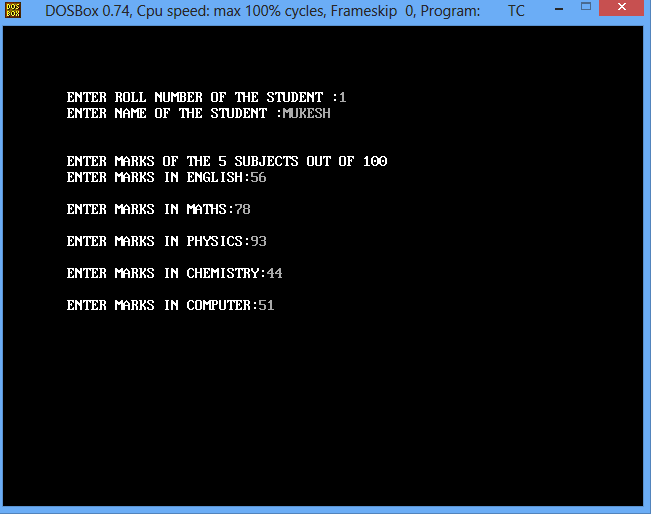 DOS
BOX
DOSBox 0.74, Cpu speed: max 100% cycles, Frameskip 0, Program: TC
ENTER ROLL NUMBER OF THE STUDENT :1
ENTER NAME OF THE STUDENT :MUKESH
ENTER MARKS OF THE 5 SUBJECTS OUT OF 100
ENTER MARKS IN ENGLISH:56
ENTER MARKS IN MATHS:78
ENTER MARKS IN PHYSICS:93
ENTER MARKS IN CHEMISTRY:44
ENTER MARKS IN COMPUTER:51